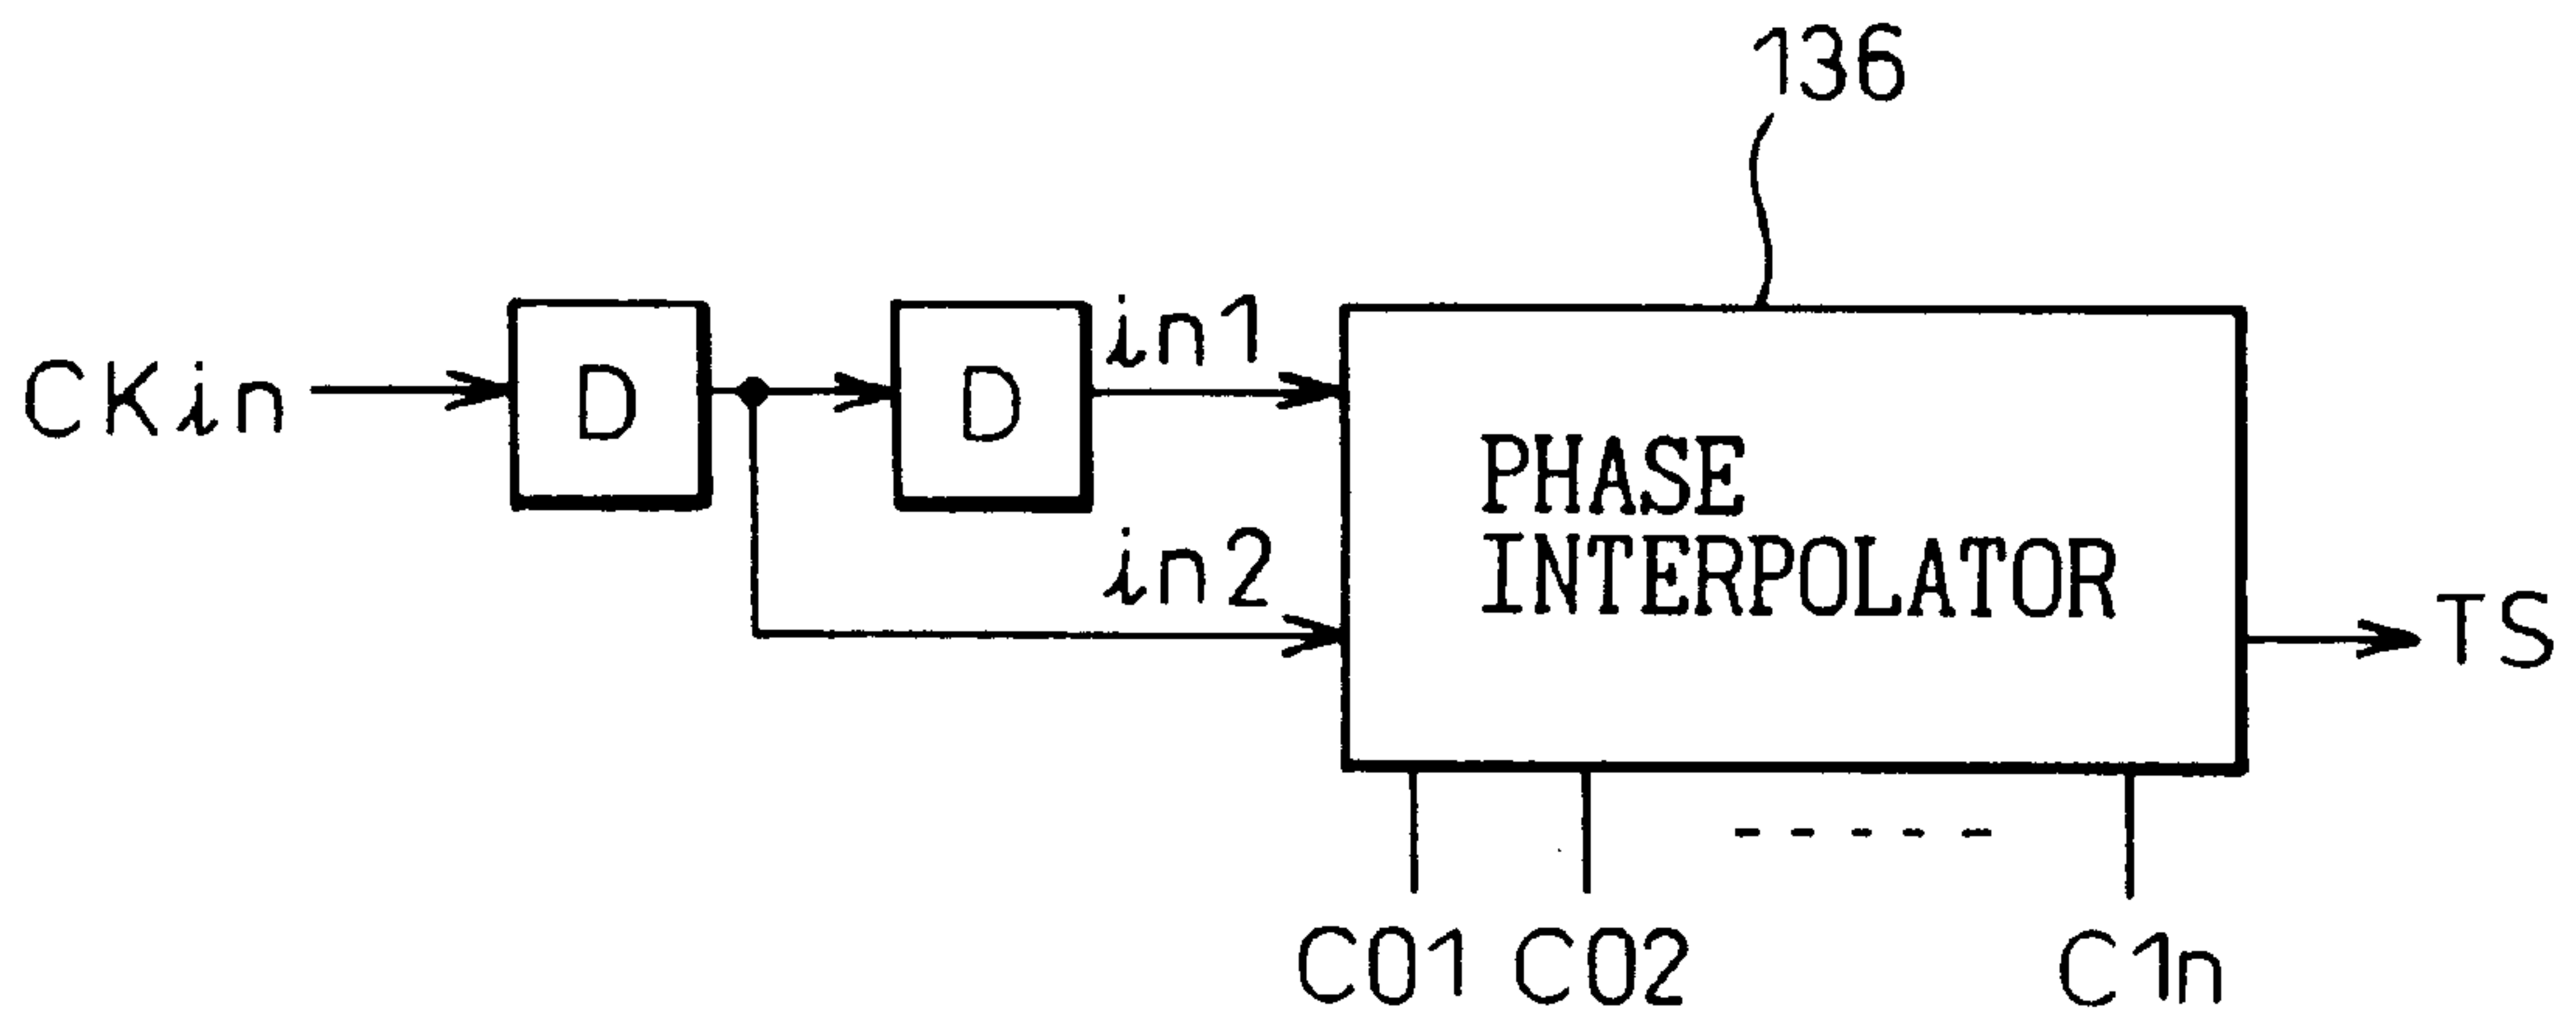 136
CKin
D
D
in1
in2
PHASE
INTERPOLATOR
TS
C01
C02
C1n